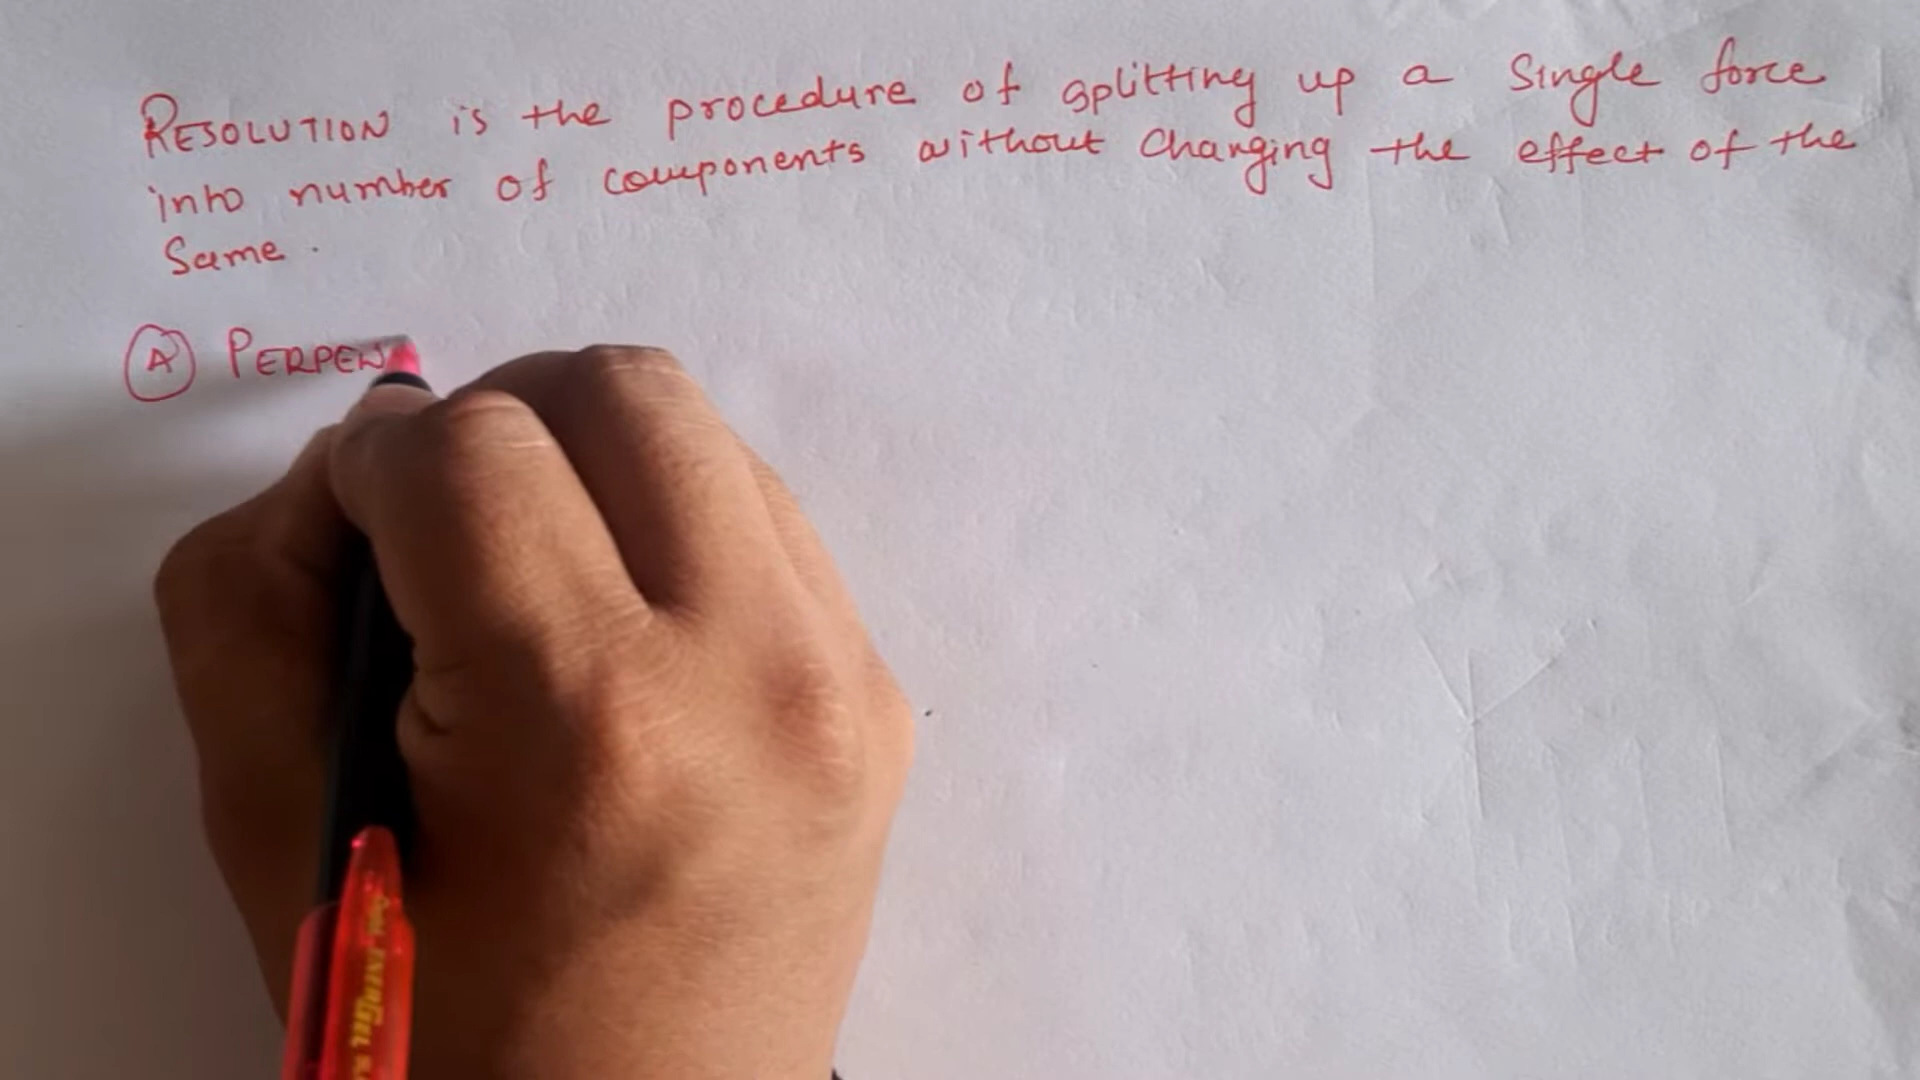 RESOLUTION is the procedure of splitting up a single force
into number of components without changing the effect of the
Same.
A PERPEN